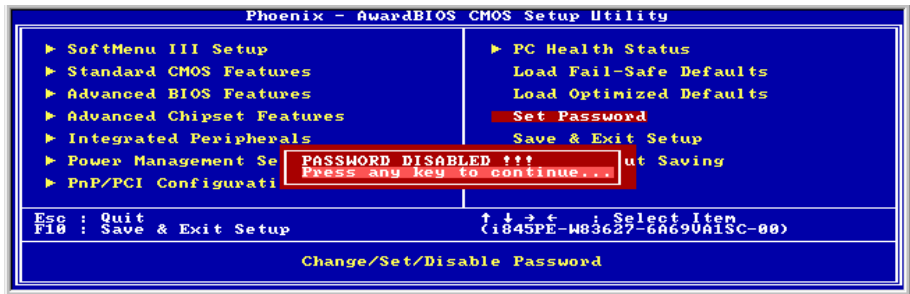 Phoenix - AwardBIOS CMOS Setup Utility
▶ SoftMenu III Setup
▶ Standard CMOS Features
▶ Advanced BIOS Features
▶ Advanced Chipset Features
▶ Integrated Peripherals
▶ Power Management Se
▶ PnP/PCI Configurati
▶ PC Health Status
Load Fail-Safe Defaults
Load Optimized Defaults
Set Password
Save & Exit Setup
ut Saving
PASSWORD DISABLED !!!
Press any key to continue...
Esc : Quit
F10 : Save & Exit Setup
↑ ↓ → ← : Select Item
(i845PE-W83627-6A69VA1SC-00)
Change/Set/Disable Password